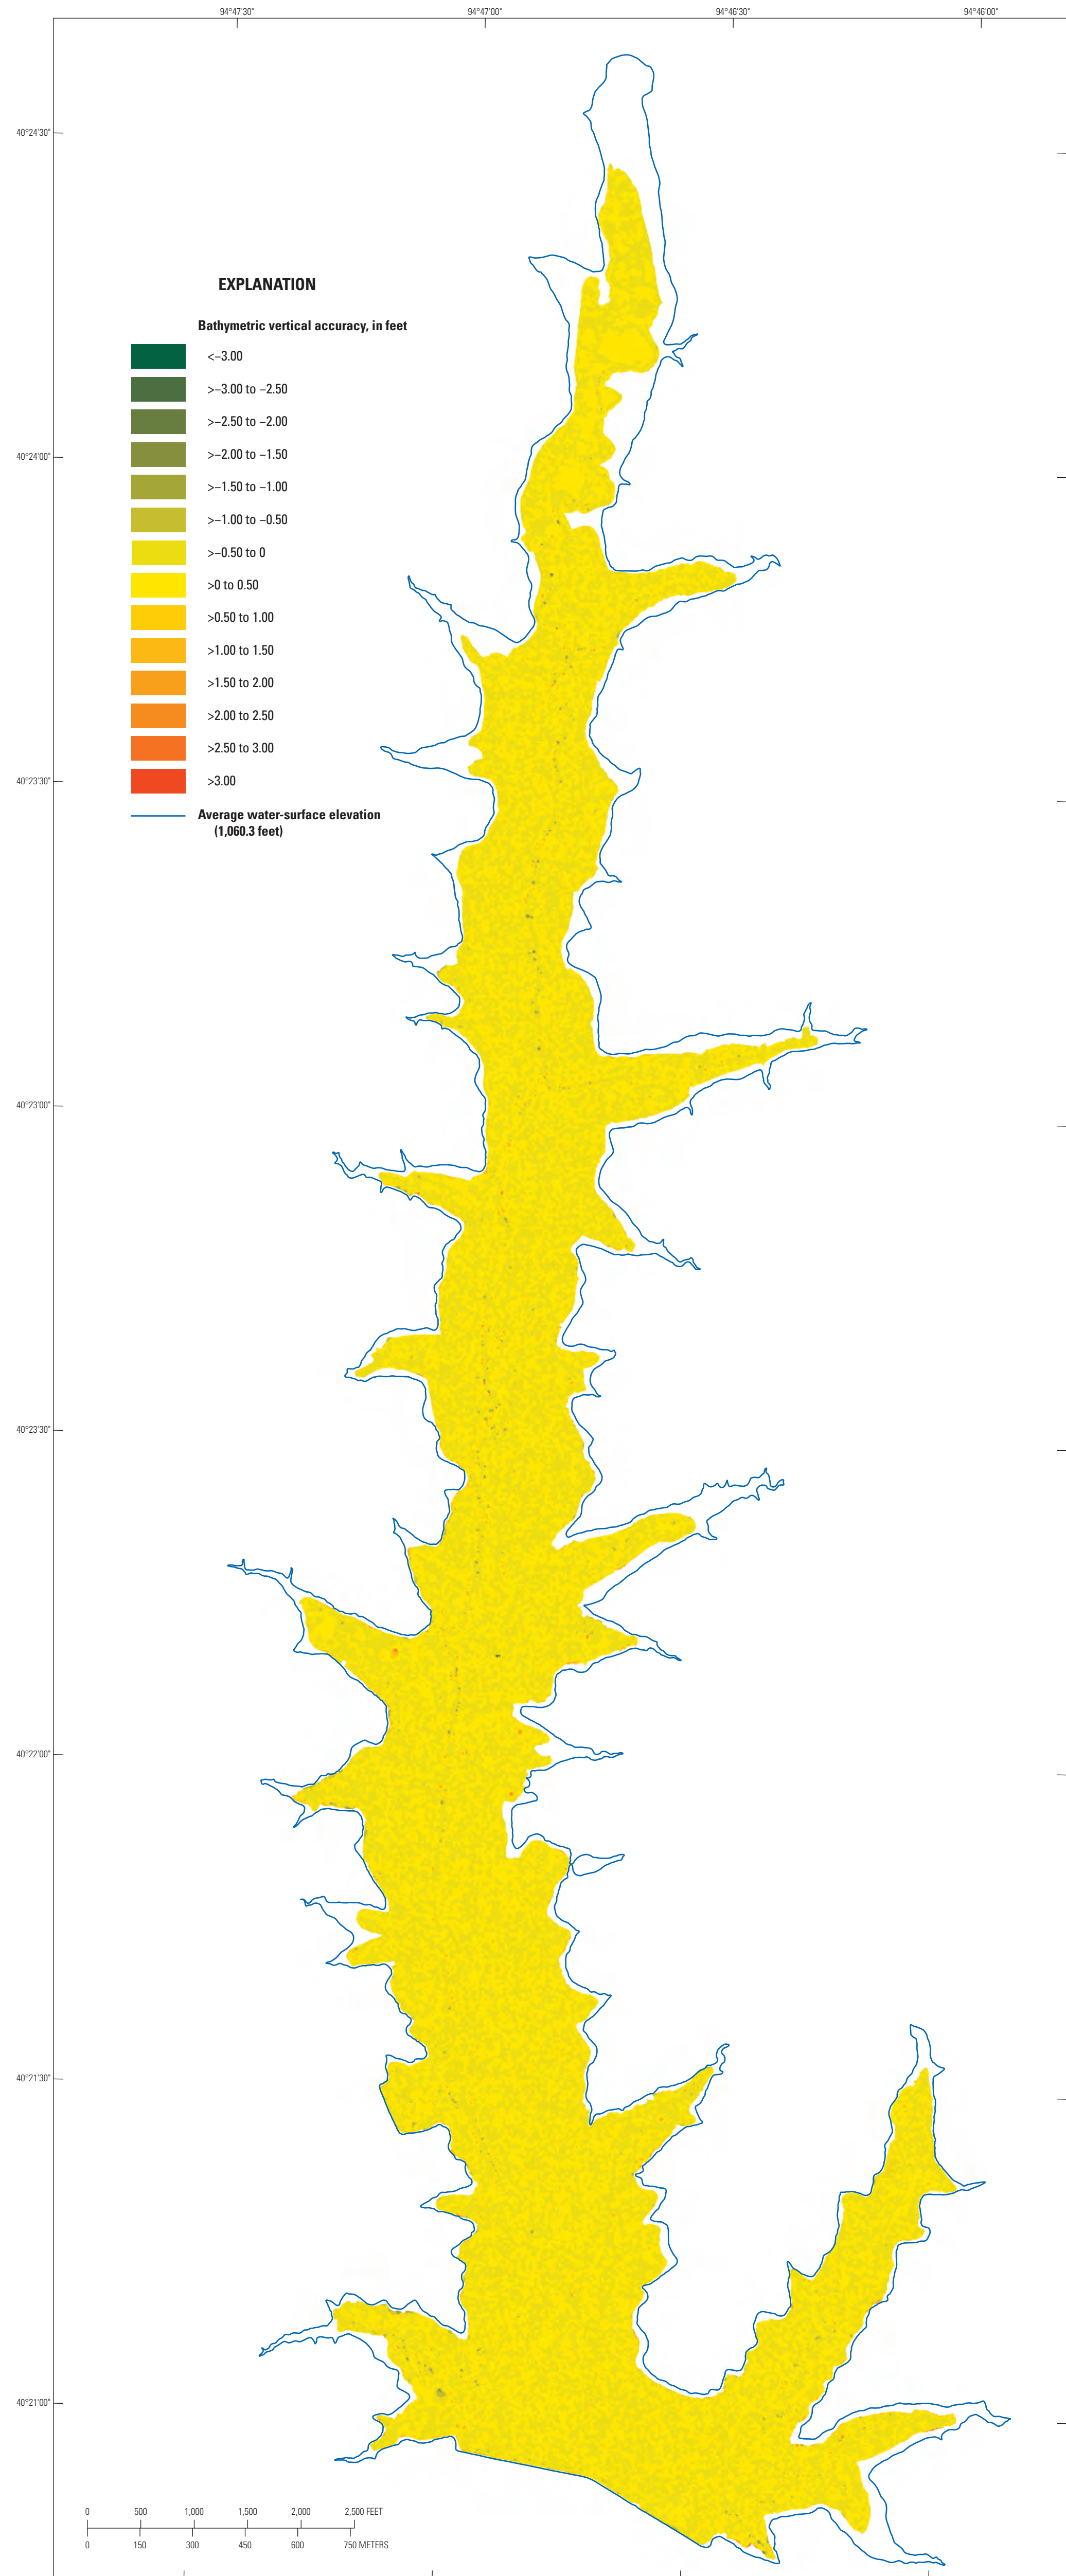 94°47'30" 94°47'00" 94°46'30" 94°46'00"
40°24'30"
EXPLANATION
Bathymetric vertical accuracy, in feet
<–3.00
>–3.00 to –2.50
>–2.50 to –2.00
>–2.00 to –1.50
>–1.50 to –1.00
>–1.00 to –0.50
>–0.50 to 0
>0 to 0.50
>0.50 to 1.00
>1.00 to 1.50
>1.50 to 2.00
>2.00 to 2.50
>2.50 to 3.00
>3.00
Average water-surface elevation
(1,060.3 feet)
40°24'00"
40°23'30"
40°23'00"
40°23'30"
40°22'00"
40°21'30"
40°21'00"
0 500 1,000 1,500 2,000 2,500 FEET
0 150 300 450 600 750 METERS